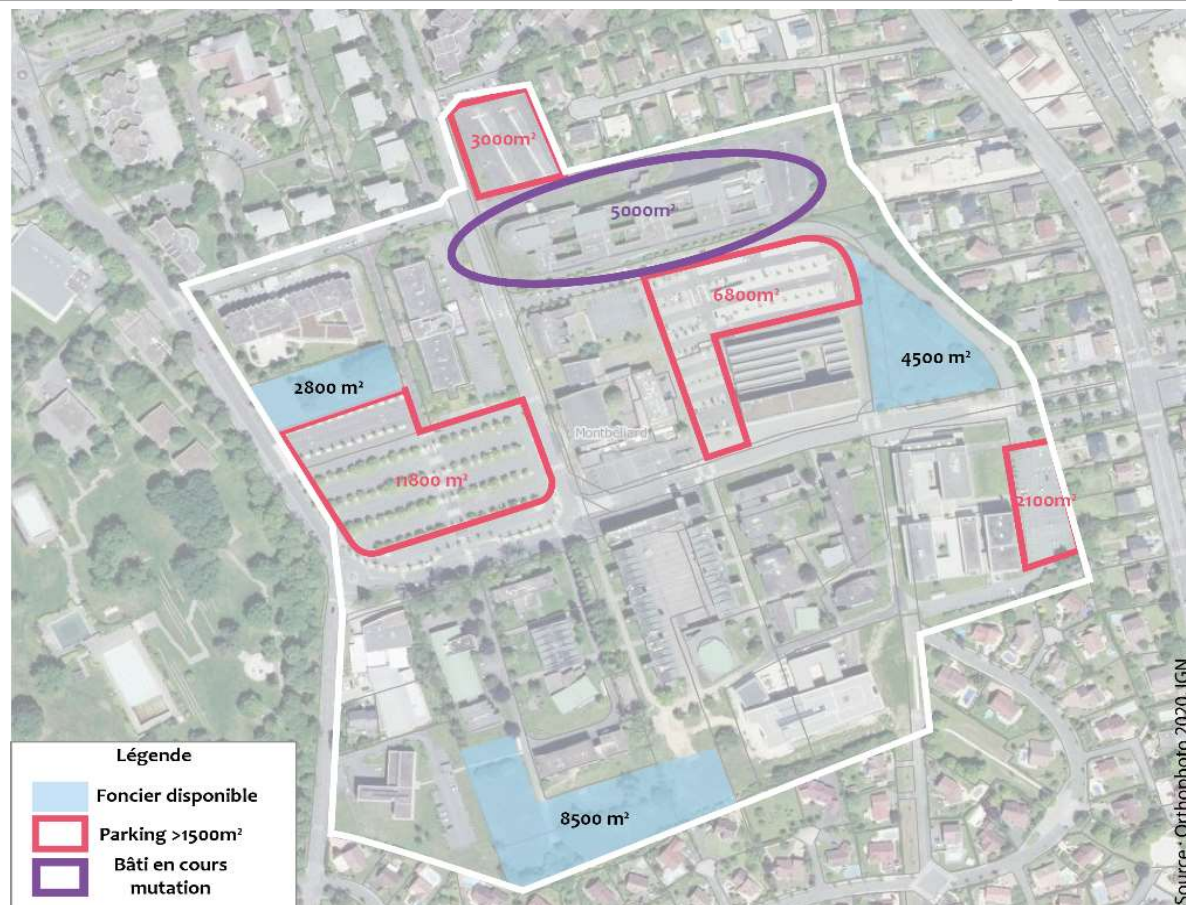 3000m²
5000m²
6800m²
4500 m²
2800 m²
Montbéliard
11800 m²
2100m²
8500 m²
Légende
Foncier disponible
Parking >1500m²
Bâti en cours
mutation
Source : Orthophoto 2020, IGN